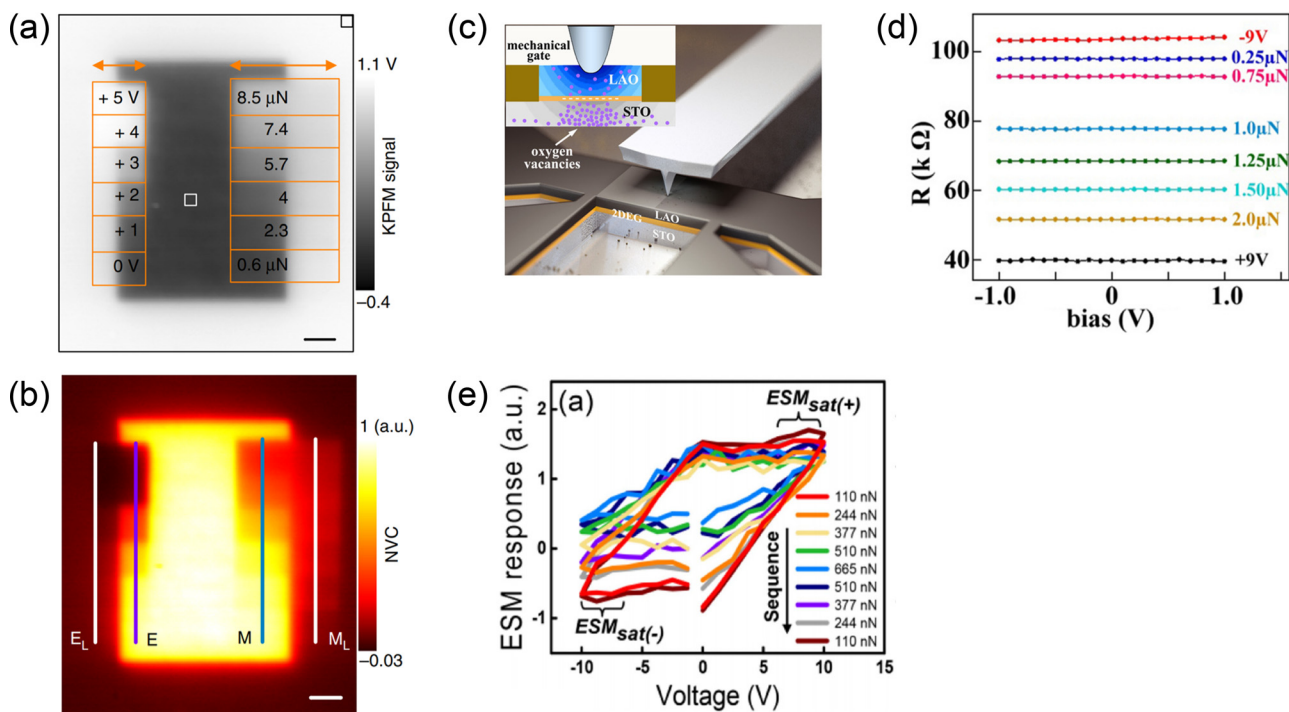 (a)
1.1 V
KPFM signal
−0.4
+ 5 V
+ 4
+ 3
+ 2
+ 1
0 V
8.5 µN
7.4
5.7
4
2.3
0.6 µN
(b)
1 (a.u.)
NVC
−0.03
E_L
E
M
M_L
(c)
mechanical
gate
LAO
STO
oxygen
vacancies
2DEG
LAO
STO
(d)
R (k Ω)
100
80
60
40
-9V
0.25µN
0.75µN
1.0µN
1.25µN
1.50µN
2.0µN
+9V
-1.0
0
1.0
bias (V)
(e)
(a)
ESM response (a.u.)
2
1
0
-1
ESM sat(+)
ESM sat(-)
Sequence
110 nN
244 nN
377 nN
510 nN
665 nN
510 nN
377 nN
244 nN
110 nN
-10
-5
0
5
10
15
Voltage (V)